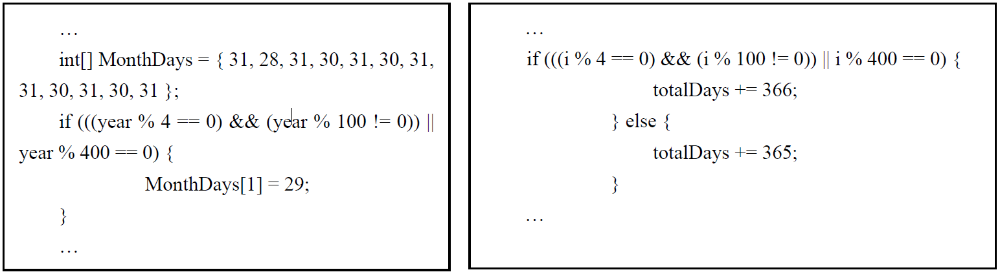 …
int[] MonthDays = { 31, 28, 31, 30, 31, 30, 31,
31, 30, 31, 30, 31 };
if (((year % 4 == 0) && (year % 100 != 0)) ||
year % 400 == 0) {
MonthDays[1] = 29;
}
…
…
if (((i % 4 == 0) && (i % 100 != 0)) || i % 400 == 0) {
totalDays += 366;
} else {
totalDays += 365;
}
…